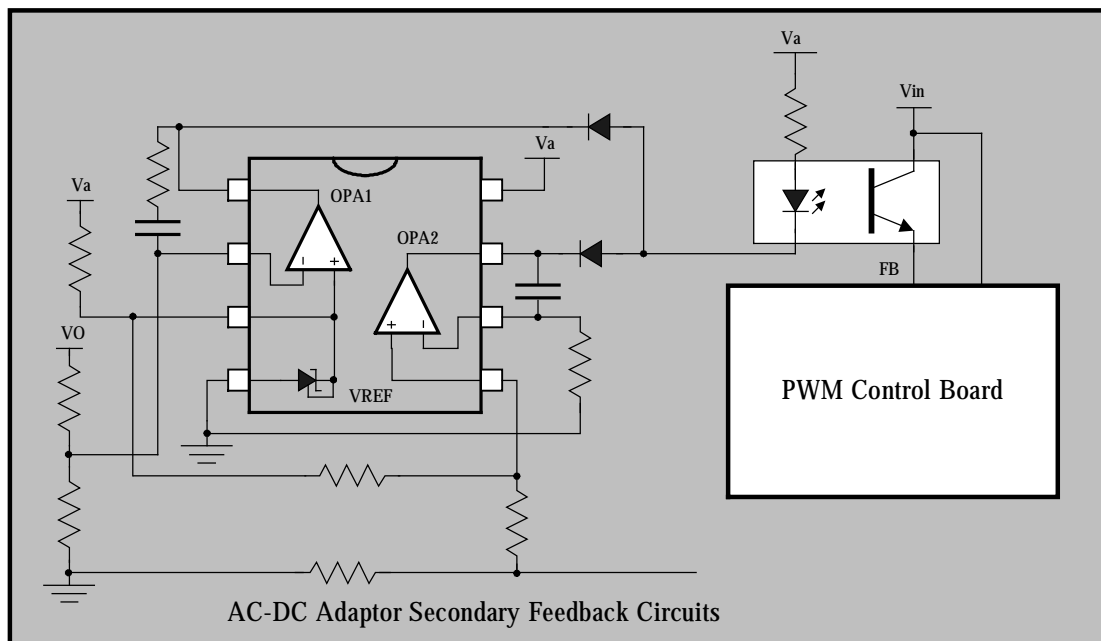 Va
Vin
Va
OPA1
Va
OPA2
FB
VO
VREF
PWM Control Board
AC-DC Adaptor Secondary Feedback Circuits